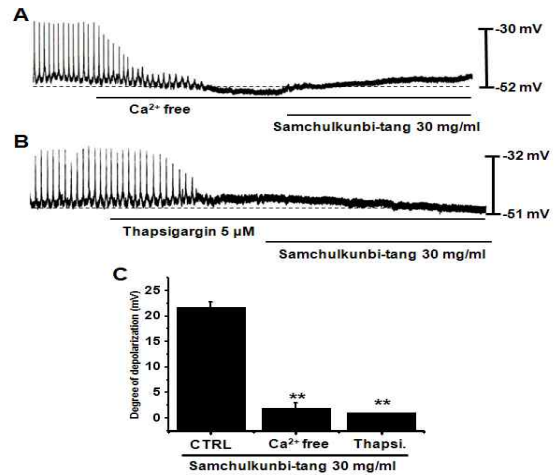 A
-30 mV
-52 mV
Ca²⁺ free
Samchulkunbi-tang 30 mg/ml
B
-32 mV
-51 mV
Thapsigargin 5 µM
Samchulkunbi-tang 30 mg/ml
C
Degree of depolarization (mV)
25
20
15
10
5
0
**
**
CTRL Ca²⁺ free Thapsi.
Samchulkunbi-tang 30 mg/ml